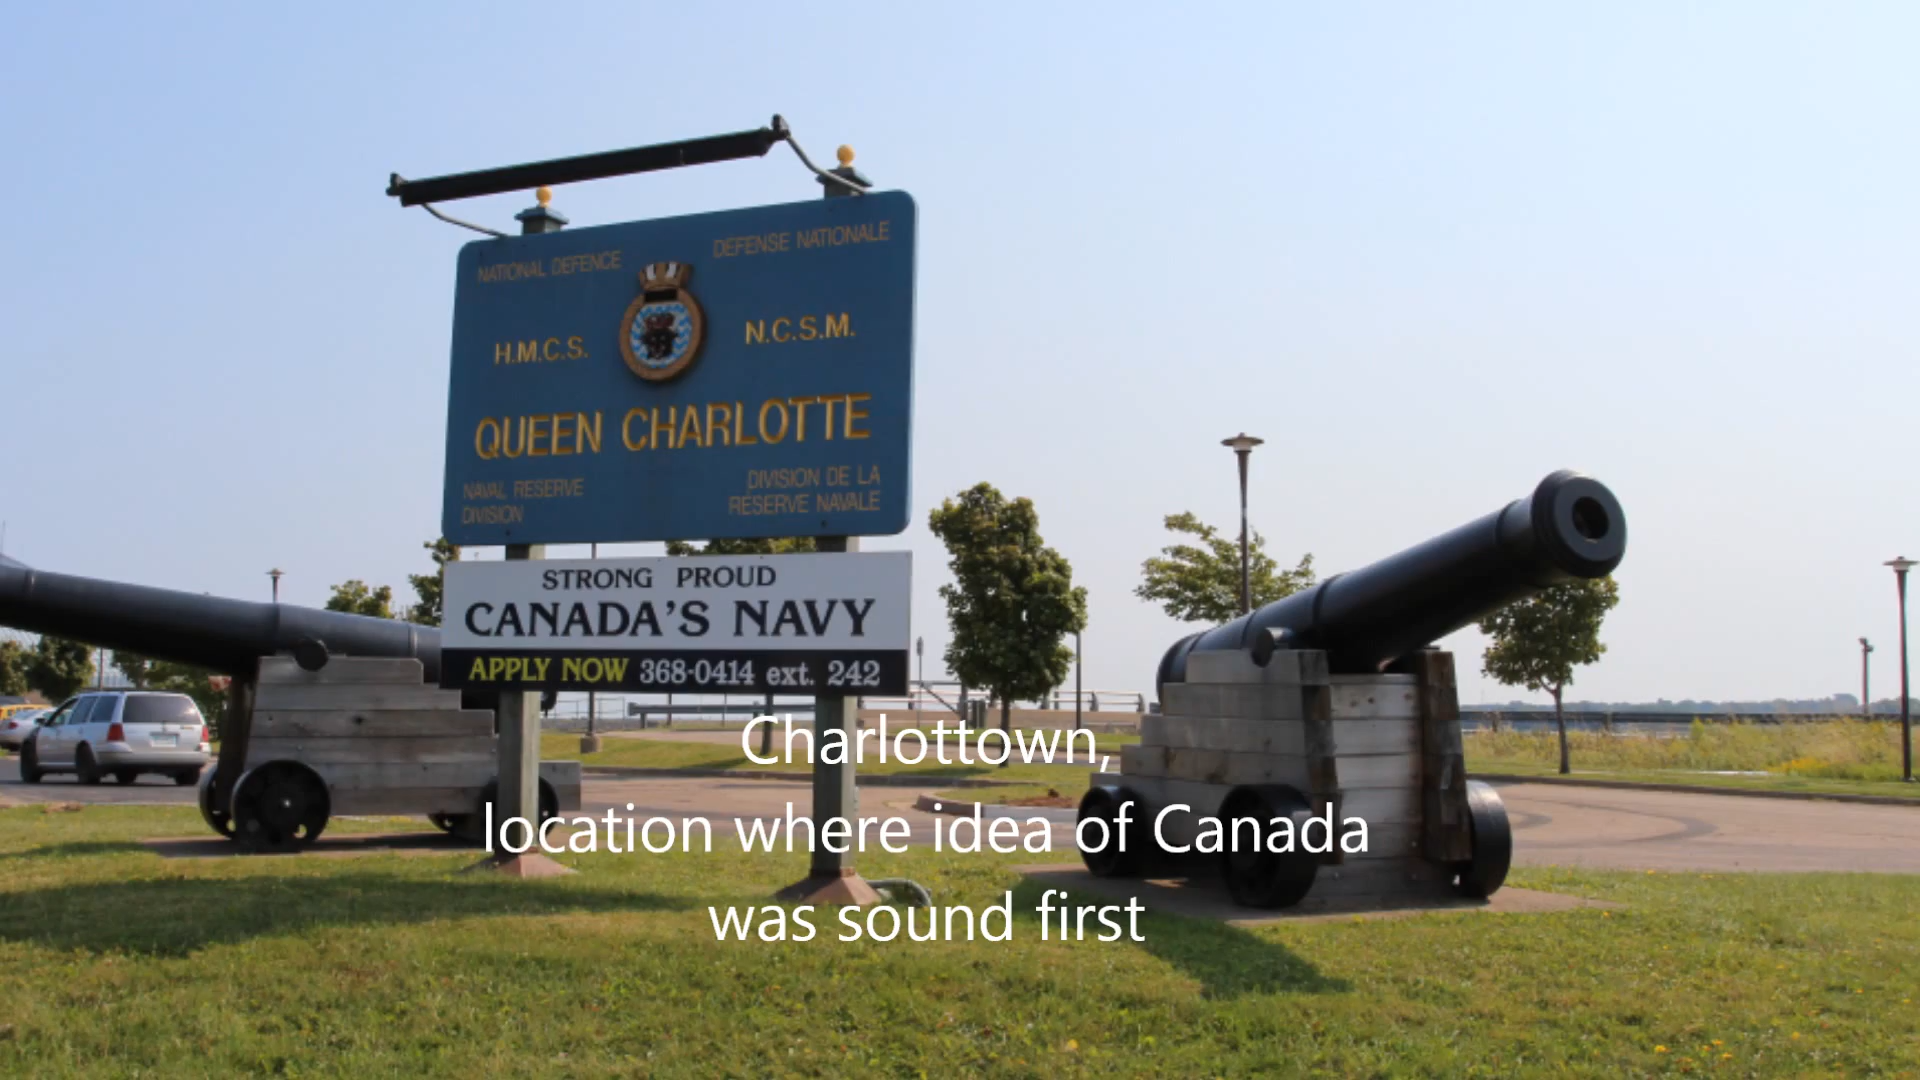 NATIONAL DEFENCE
DEFENSE NATIONALE
H.M.C.S.
N.C.S.M.
QUEEN CHARLOTTE
NAVAL RESERVE
DIVISION
DIVISION DE LA
RÉSERVE NAVALE
STRONG PROUD
CANADA'S NAVY
APPLY NOW 368-0414 ext. 242
Charlottown,
location where idea of Canada
was sound first